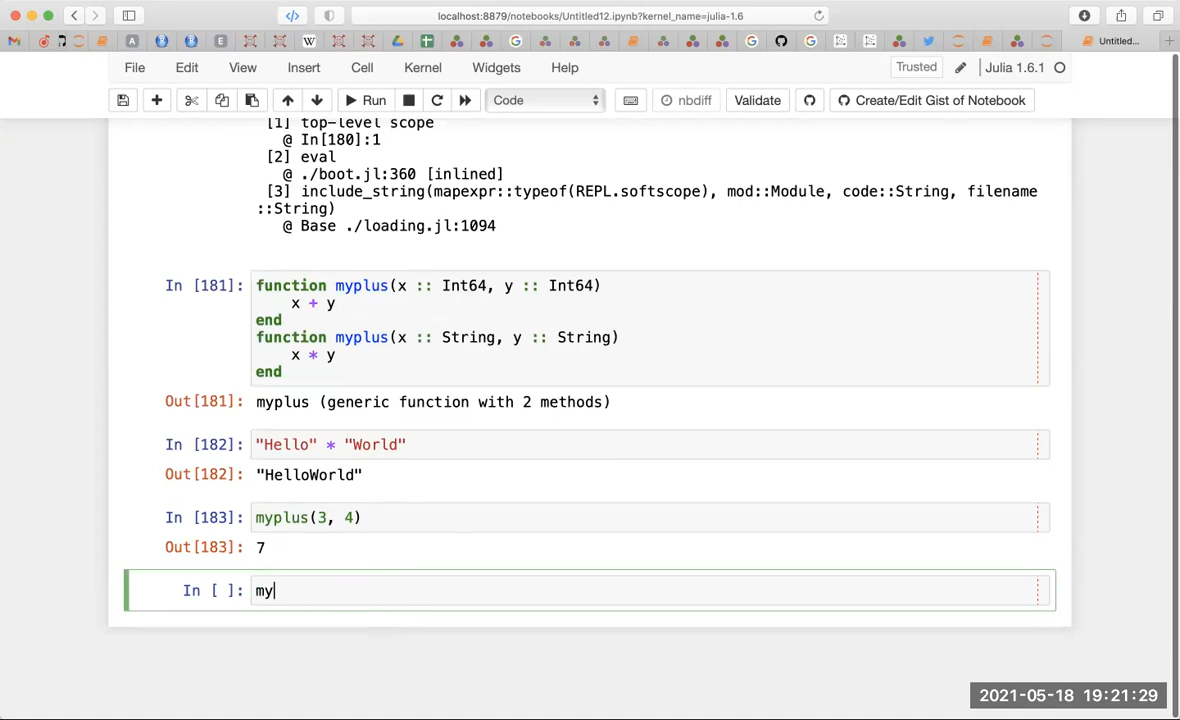 localhost:8879/notebooks/Untitled12.ipynb?kernel_name=julia-1.6
Untitled...
File Edit View Insert Cell Kernel Widgets Help Trusted Julia 1.6.1
Run Code nbdiff Validate Create/Edit Gist of Notebook
[1] top-level scope
@ In[180]:1
[2] eval
@ ./boot.jl:360 [inlined]
[3] include_string(mapexpr::typeof(REPL.softscope), mod::Module, code::String, filename
::String)
@ Base ./loading.jl:1094
In [181]: function myplus(x :: Int64, y :: Int64)
x + y
end
function myplus(x :: String, y :: String)
x * y
end
Out[181]: myplus (generic function with 2 methods)
In [182]: "Hello" * "World"
Out[182]: "HelloWorld"
In [183]: myplus(3, 4)
Out[183]: 7
In [ ]: my
2021-05-18 19:21:29